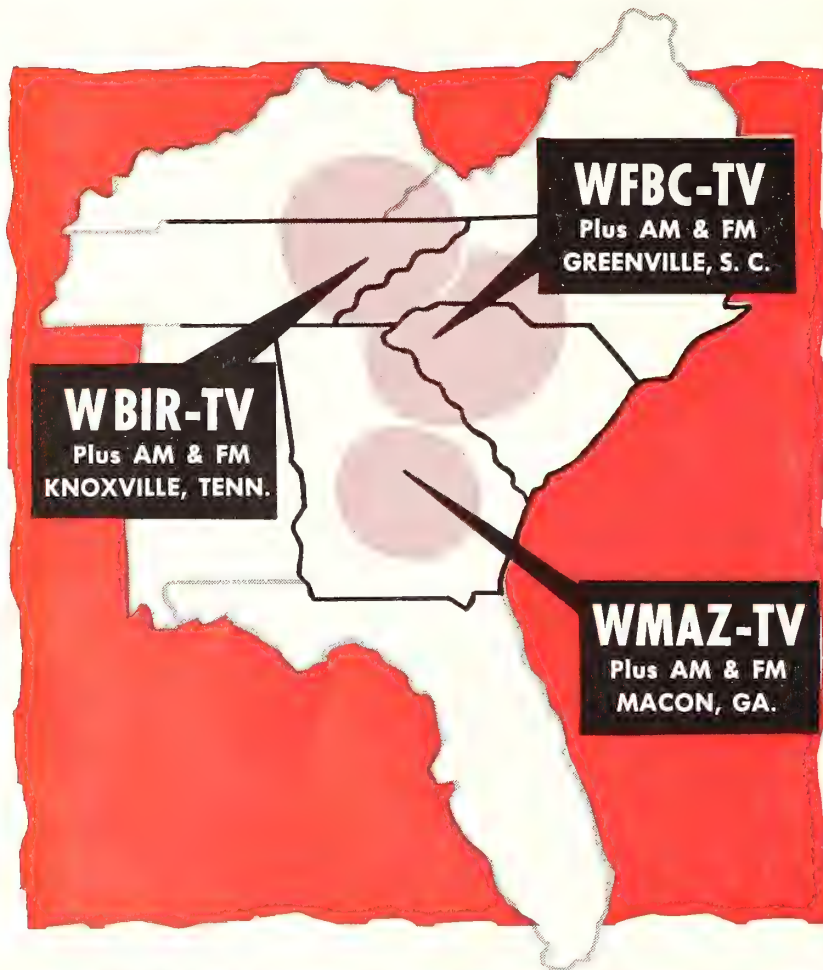 WFBC-TV
Plus AM & FM
GREENVILLE, S. C.
WBIR-TV
Plus AM & FM
KNOXVILLE, TENN.
WMAZ-TV
Plus AM & FM
MACON, GA.